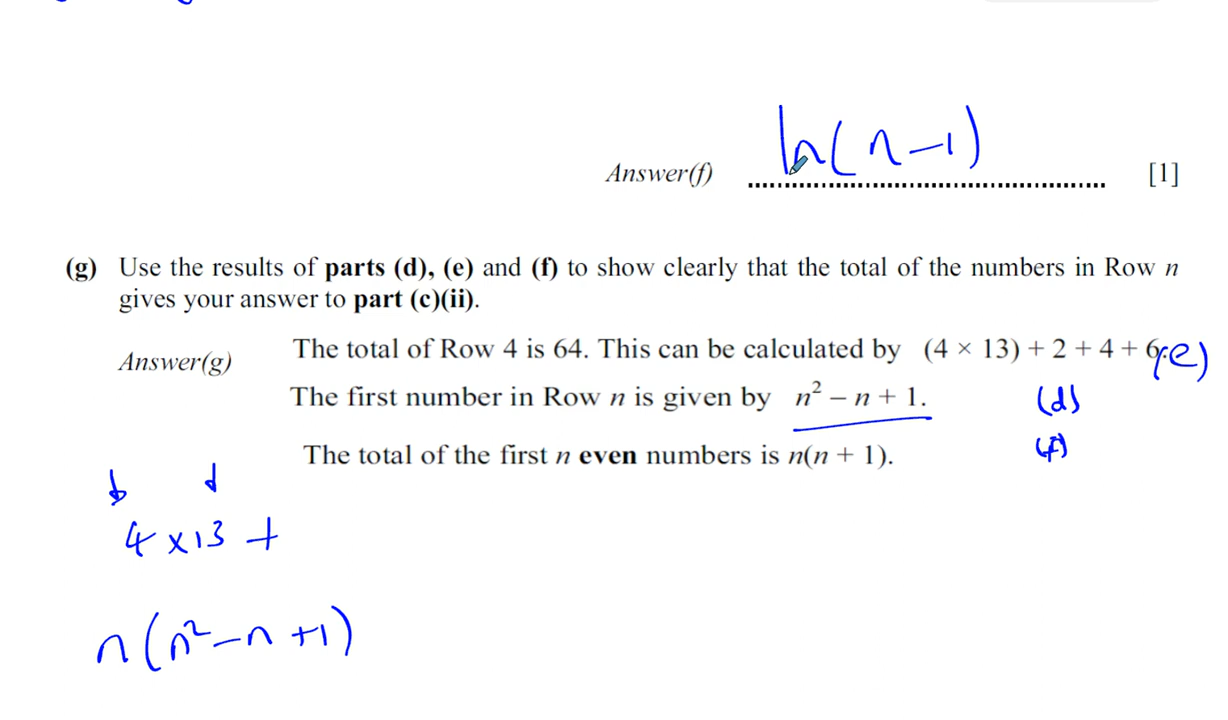 n(n-1)
Answer(f) ........................................ [1]
(g) Use the results of parts (d), (e) and (f) to show clearly that the total of the numbers in Row n
gives your answer to part (c)(ii).
Answer(g) The total of Row 4 is 64. This can be calculated by (4 × 13) + 2 + 4 + 6. (e)
The first number in Row n is given by n² – n + 1. (d)
The total of the first n even numbers is n(n + 1). (f)
4 × 13 +
n(n² - n + 1)